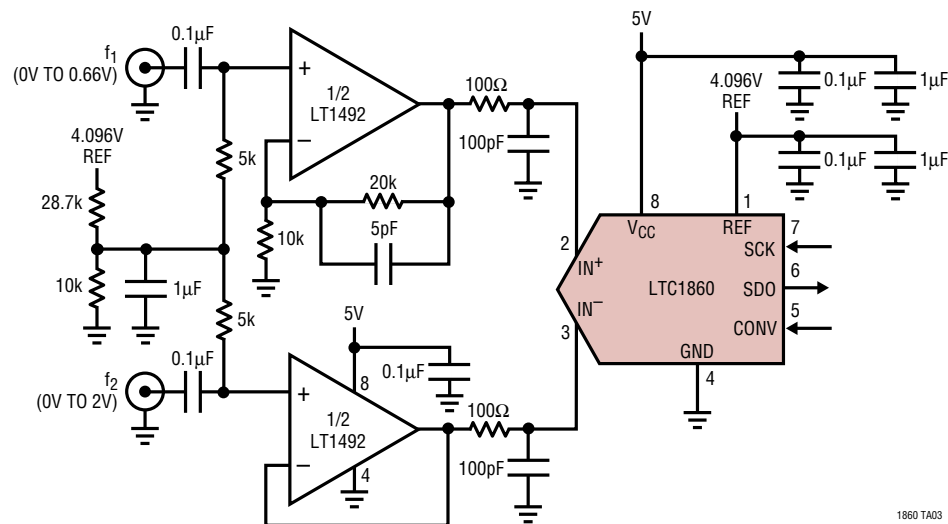 f1
(0V TO 0.66V)
0.1µF
+
1/2
LT1492
−
100Ω
100pF
5V
4.096V
REF
0.1µF
1µF
0.1µF
1µF
4.096V
REF
28.7k
5k
20k
5pF
10k
10k
1µF
5k
8
1
VCC
REF
2
IN+
LTC1860
IN−
3
7
SCK
6
SDO
5
CONV
GND
4
f2
(0V TO 2V)
0.1µF
5V
8
0.1µF
+
1/2
LT1492
−
4
100Ω
100pF
1860 TA03